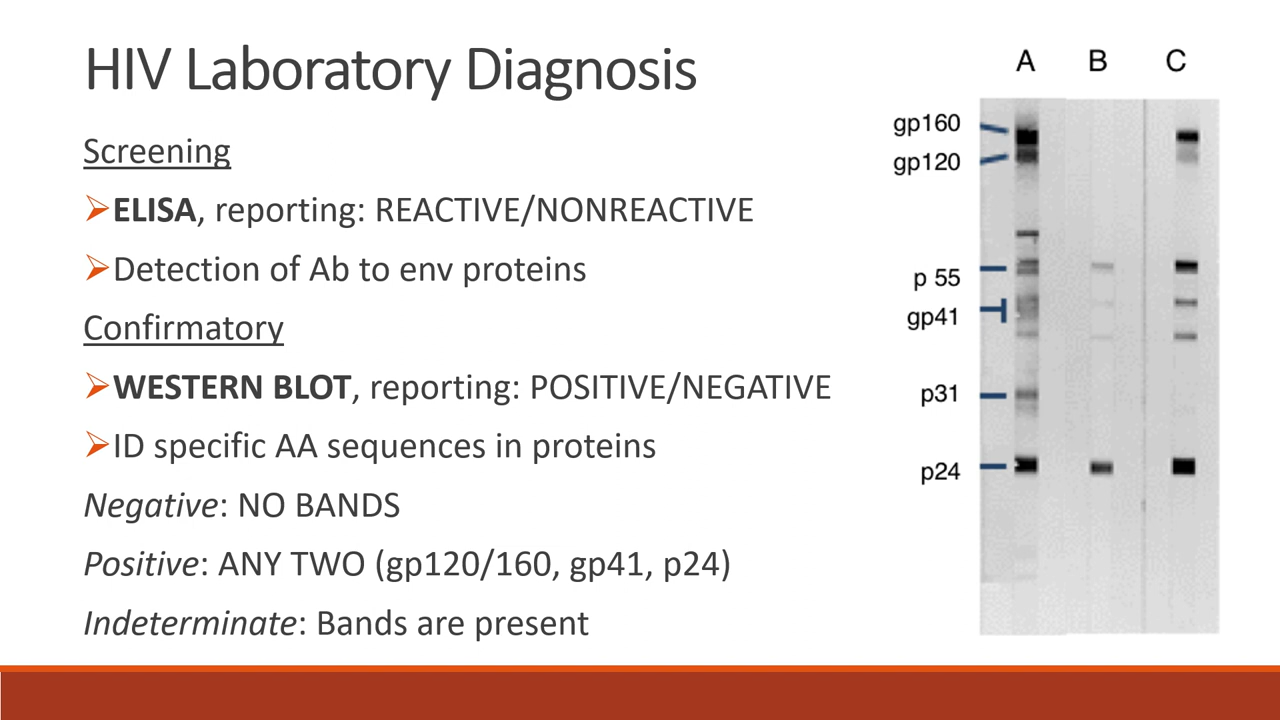 HIV Laboratory Diagnosis
Screening
➢ELISA, reporting: REACTIVE/NONREACTIVE
➢Detection of Ab to env proteins
Confirmatory
➢WESTERN BLOT, reporting: POSITIVE/NEGATIVE
➢ID specific AA sequences in proteins
Negative: NO BANDS
Positive: ANY TWO (gp120/160, gp41, p24)
Indeterminate: Bands are present
A B C
gp160
gp120
p 55
gp41
p31
p24